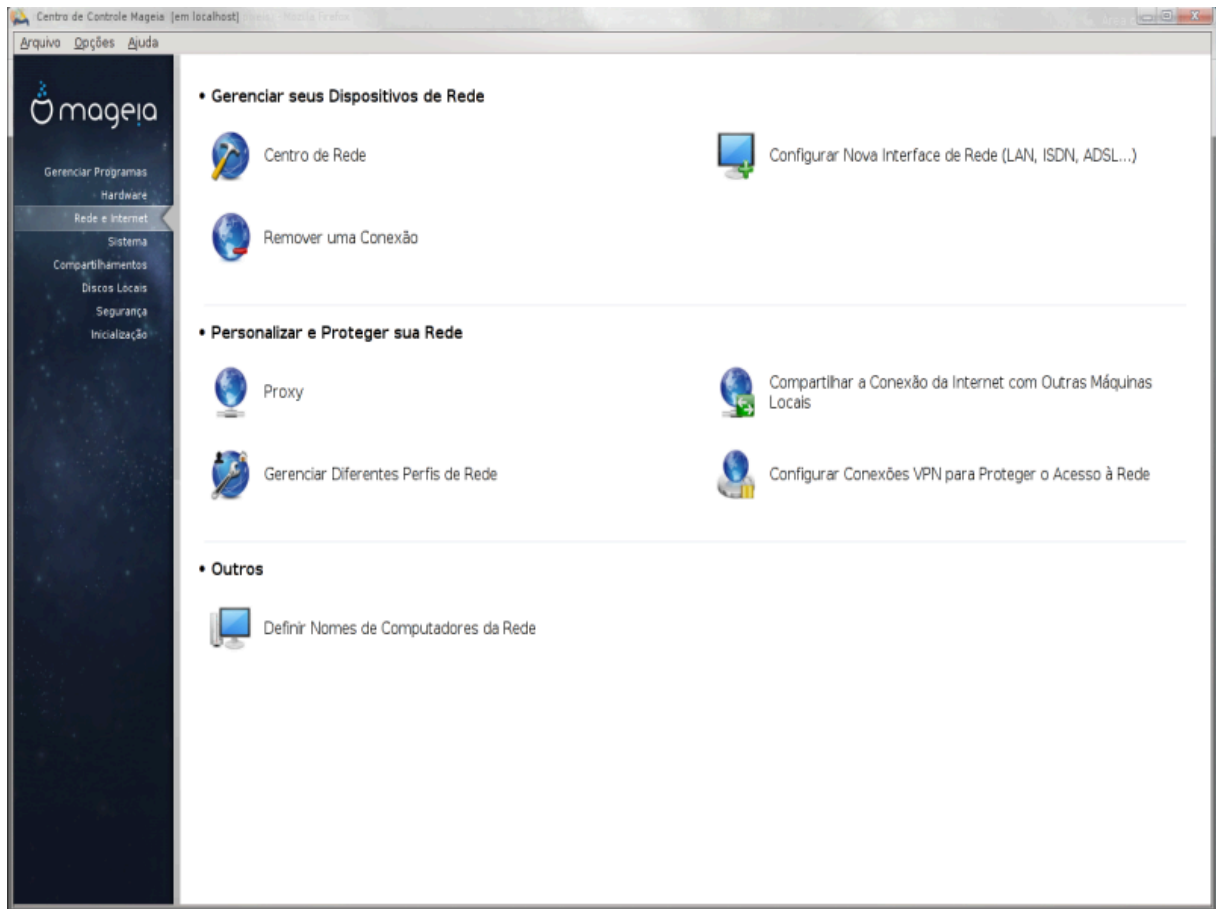 Centro de Controle Mageia [em localhost]
Arquivo Opções Ajuda
mageia
Gerenciar Programas
Hardware
Rede e Internet
Sistema
Compartilhamentos
Discos Locais
Segurança
Inicialização
• Gerenciar seus Dispositivos de Rede
Centro de Rede
Configurar Nova Interface de Rede (LAN, ISDN, ADSL...)
Remover uma Conexão
• Personalizar e Proteger sua Rede
Proxy
Compartilhar a Conexão da Internet com Outras Máquinas
Locais
Gerenciar Diferentes Perfis de Rede
Configurar Conexões VPN para Proteger o Acesso à Rede
• Outros
Definir Nomes de Computadores da Rede